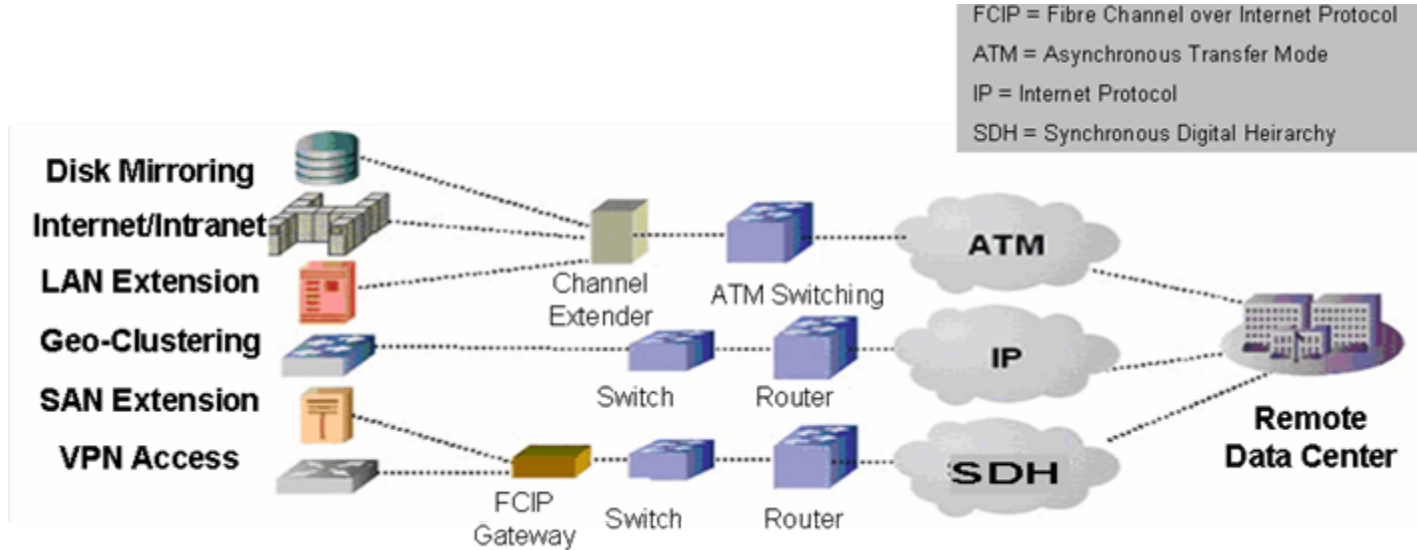 FCIP = Fibre Channel over Internet Protocol
ATM = Asynchronous Transfer Mode
IP = Internet Protocol
SDH = Synchronous Digital Heirarchy
Disk Mirroring
Internet/Intranet
LAN Extension
Geo-Clustering
SAN Extension
VPN Access
Channel
Extender
ATM Switching
ATM
Switch
Router
IP
FCIP
Gateway
Switch
Router
SDH
Remote
Data Center